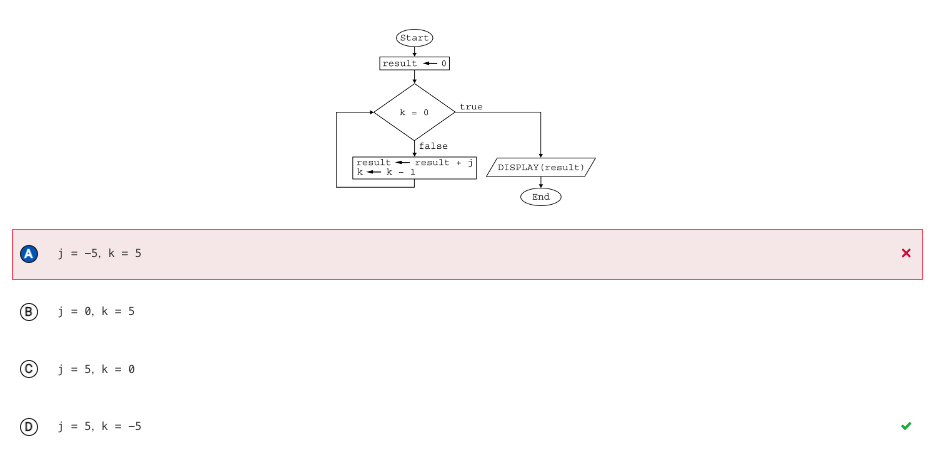 Start
result ← 0
k = 0
true
false
result ← result + j
k ← k - 1
DISPLAY(result)
End
A j = -5, k = 5
B j = 0, k = 5
C j = 5, k = 0
D j = 5, k = -5